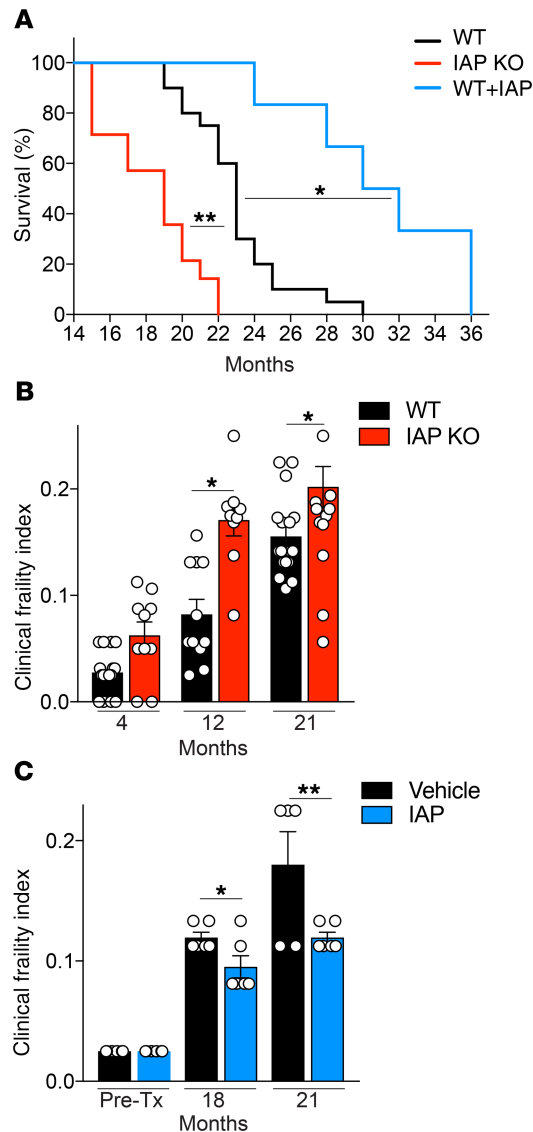 A
WT
IAP KO
WT+IAP
Survival (%)
100
80
60
40
20
0
**
*
14 16 18 20 22 24 26 28 30 32 34 36
Months
B
WT
IAP KO
Clinical fraility index
0.2
0.1
0.0
*
*
4 12 21
Months
C
Vehicle
IAP
Clinical fraility index
0.2
0.1
0.0
*
**
Pre-Tx 18 21
Months